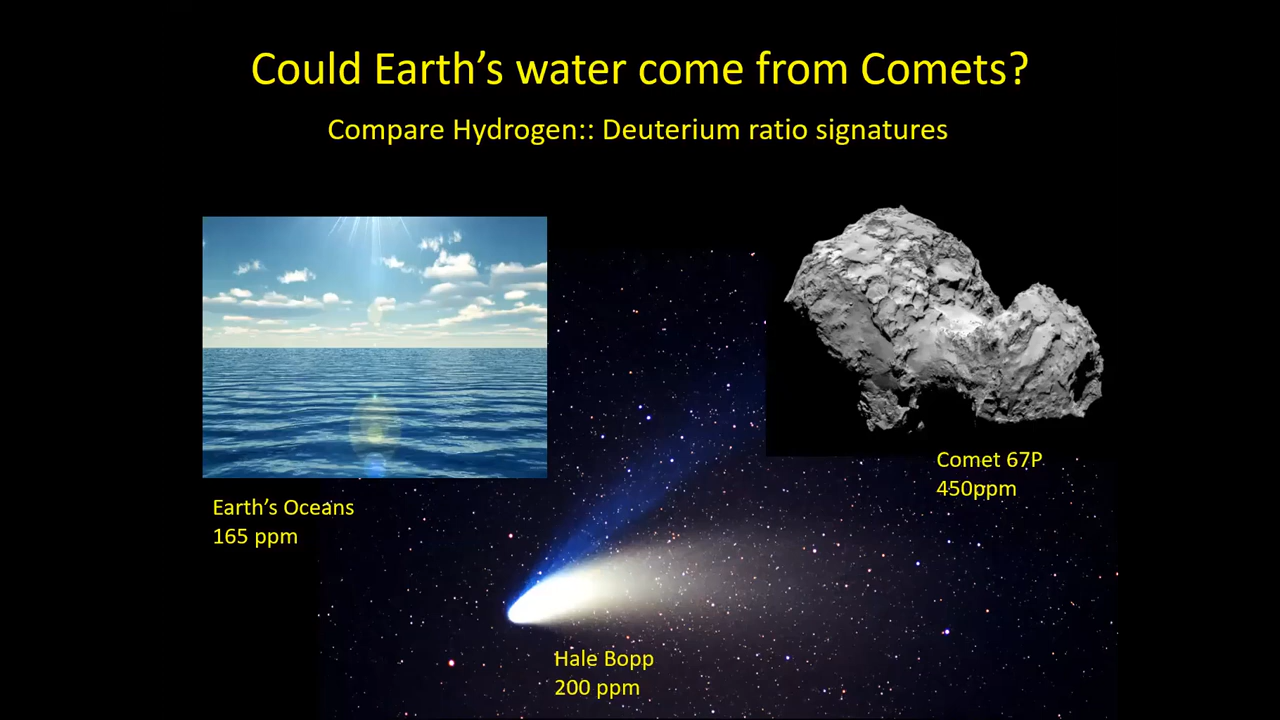 Could Earth's water come from Comets?
Compare Hydrogen:: Deuterium ratio signatures
Comet 67P
450ppm
Earth's Oceans
165 ppm
Hale Bopp
200 ppm